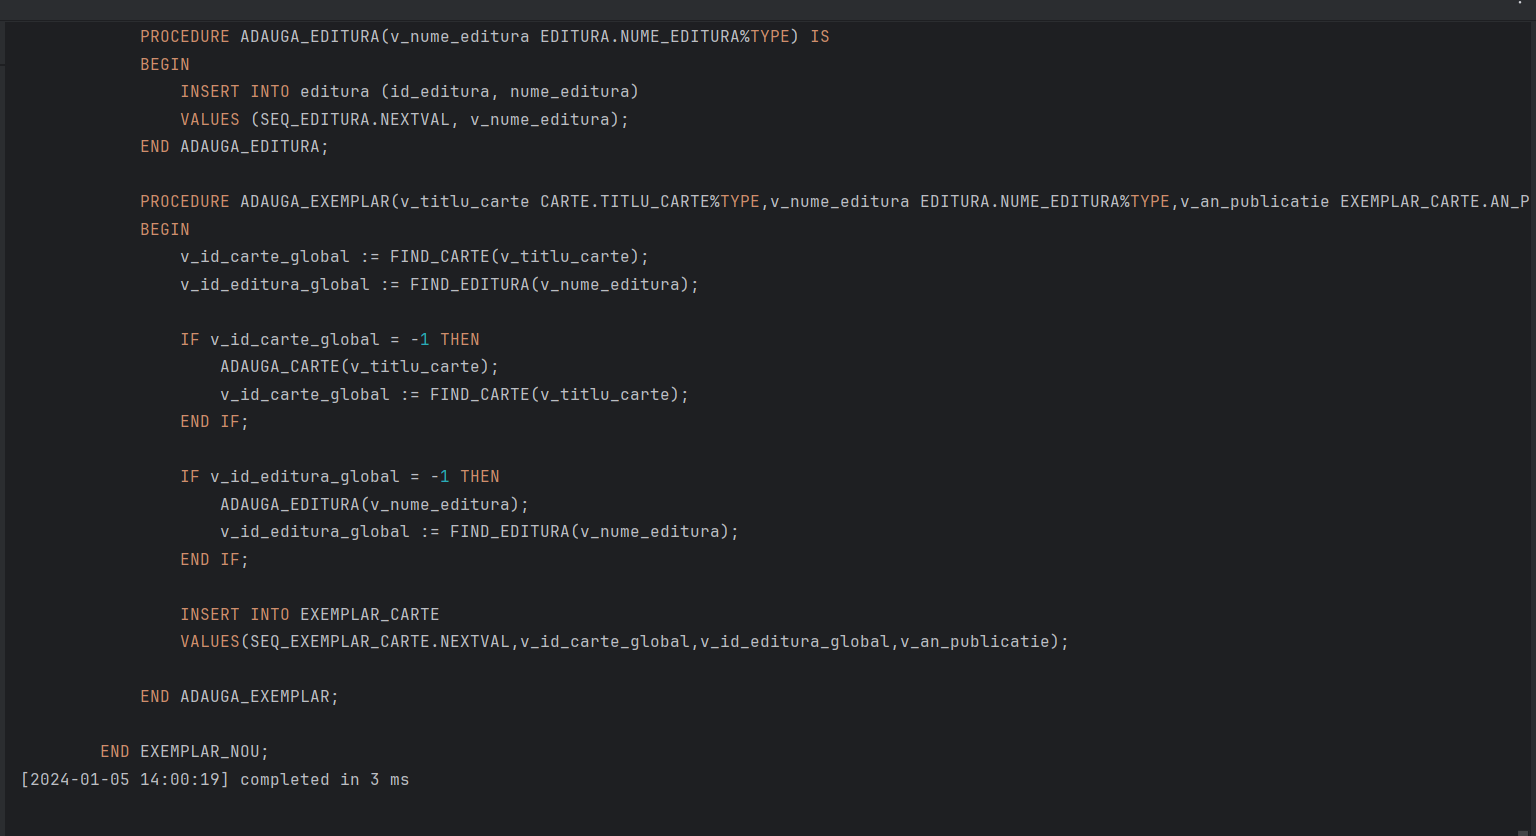 PROCEDURE ADAUGA_EDITURA(v_nume_editura EDITURA.NUME_EDITURA%TYPE) IS
BEGIN
INSERT INTO editura (id_editura, nume_editura)
VALUES (SEQ_EDITURA.NEXTVAL, v_nume_editura);
END ADAUGA_EDITURA;
PROCEDURE ADAUGA_EXEMPLAR(v_titlu_carte CARTE.TITLU_CARTE%TYPE,v_nume_editura EDITURA.NUME_EDITURA%TYPE,v_an_publicatie EXEMPLAR_CARTE.AN_P
BEGIN
v_id_carte_global := FIND_CARTE(v_titlu_carte);
v_id_editura_global := FIND_EDITURA(v_nume_editura);
IF v_id_carte_global = -1 THEN
ADAUGA_CARTE(v_titlu_carte);
v_id_carte_global := FIND_CARTE(v_titlu_carte);
END IF;
IF v_id_editura_global = -1 THEN
ADAUGA_EDITURA(v_nume_editura);
v_id_editura_global := FIND_EDITURA(v_nume_editura);
END IF;
INSERT INTO EXEMPLAR_CARTE
VALUES(SEQ_EXEMPLAR_CARTE.NEXTVAL,v_id_carte_global,v_id_editura_global,v_an_publicatie);
END ADAUGA_EXEMPLAR;
END EXEMPLAR_NOU;
[2024-01-05 14:00:19] completed in 3 ms